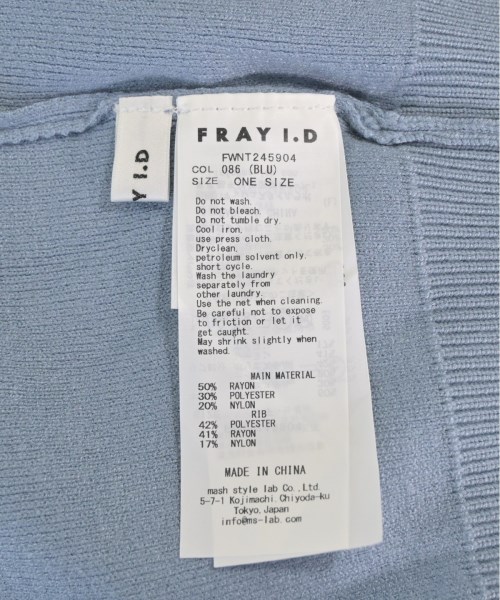 FRAY I.D
Y I.D
FWNT245904
COL 086 (BLU)
SIZE ONE SIZE
Do not wash.
Do not bleach.
Do not tumble dry.
Cool iron.
use press cloth.
Dryclean.
petroleum solvent only.
short cycle.
Wash the laundry
separately from
other laundry.
Use the net when cleaning.
Be careful not to expose
to friction or let it
get caught.
May shrink slightly when
washed.
MAIN MATERIAL
50% RAYON
30% POLYESTER
20% NYLON
RIB
42% POLYESTER
41% RAYON
17% NYLON
MADE IN CHINA
mash style lab Co.,Ltd.
5-7-1 Kojimachi.Chiyoda-ku
Tokyo,Japan
info@ms-lab.com